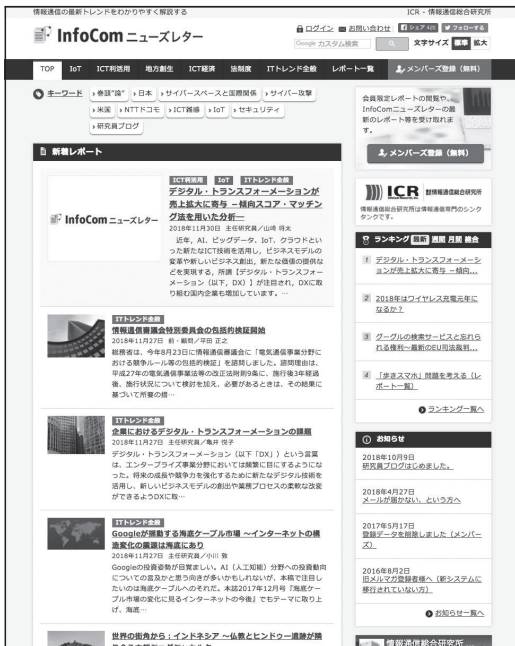 情報通信の最新トレンドをわかりやすく解説する
ICR - 情報通信総合研究所
InfoCom ニューズレター
ログイン お問い合わせ シェア 420 フォローする
Google カスタム検索 文字サイズ 標準 拡大
TOP IoT ICT利活用 地方創生 ICT経済 法制度 ITトレンド全般 レポート一覧 メンバーズ登録（無料）
キーワード 巻頭"論" 日本 サイバースペースと国際関係 サイバー攻撃
米国 NTTドコモ ICT雑感 IoT セキュリティ
研究員ブログ
新着レポート
InfoCom ニューズレター
ICT利活用 IoT ITトレンド全般
デジタル・トランスフォーメーションが
売上拡大に寄与 －傾向スコア・マッチン
グ法を用いた分析―
2018年11月30日 主任研究員／山崎 将太
近年，AI，ビッグデータ、IoT，クラウドとい
った新たなICT技術を活用し，ビジネスモデルの
変革や新しいビジネス創出，新たな価値の提供な
どを実現する，所謂【デジタル・トランスフォー
メーション（以下，DX）】が注目され，DXに取
り組む国内企業も増加しています。…
ITトレンド全般
情報通信審議会特別委員会の包括的検証開始
2018年11月27日 前・顧問／平田 正之
総務省は、今年8月23日に情報通信審議会に「電気通信事業分野に
おける競争ルール等の包括的検証」を諮問しました。諮問理由は、
平成27年の電気通信事業法等の改正法附則9条に、施行後3年経過
後、施行状況について検討を加え、必要があるときは、その結果に
基づいて所要の措…
ITトレンド全般
企業におけるデジタル・トランスフォーメーションの課題
2018年11月27日 主任研究員／亀井 悦子
デジタル・トランスフォーメーション（以下「DX」）という言葉
は、エンタープライズ事業分野においては頻繁に目にするようにな
った。将来の成長や競争力を強化するために新たなデジタル技術を
活用し、新しいビジネスモデルの創出や業務プロセスの柔軟な改変
ができるようDXに取…
ITトレンド全般
Googleが揺動する海底ケーブル市場 ～インターネットの構
造変化の震源は海底にあり
2018年11月27日 主任研究員／小川 敦
Googleの投資姿勢が目覚ましい。AI（人工知能）分野への投資動向
についての言及かと思う向きが多いかもしれないが、本稿で注目し
たいのは海底ケーブルへのそれだ。本誌2017年12月号『海底ケー
ブル市場の変化に見るインターネットの今後』でもテーマに取り上
げ、海底…
世界の街角から：インドネシア ～仏教とヒンドゥー遺跡が隣
会員限定レポートの閲覧や、
InfoComニューズレターの最
新のレポート等を受け取れま
す。
メンバーズ登録（無料）
ICR 情報通信総合研究所
情報通信総合研究所は情報通信専門のシンク
タンクです。
ランキング 最新 週間 月間 総合
1 デジタル・トランスフォーメーシ
ョンが売上拡大に寄与 －傾向...
2 2018年はワイヤレス充電元年に
なるか？
3 グーグルの検索サービスと忘れら
れる権利～最新のEU司法裁判...
4 「歩きスマホ」問題を考える（レ
ポート一覧）
ランキング一覧へ
お知らせ
2018年10月9日
研究員ブログはじめました。
2018年4月27日
メールが届かない、という方へ
2017年5月17日
登録データを削除しました（メンバー
ズ）
2016年8月2日
旧メルマガ登録者様へ（新システムに
移行されていない方）
お知らせ一覧へ
情報通信総合研究所